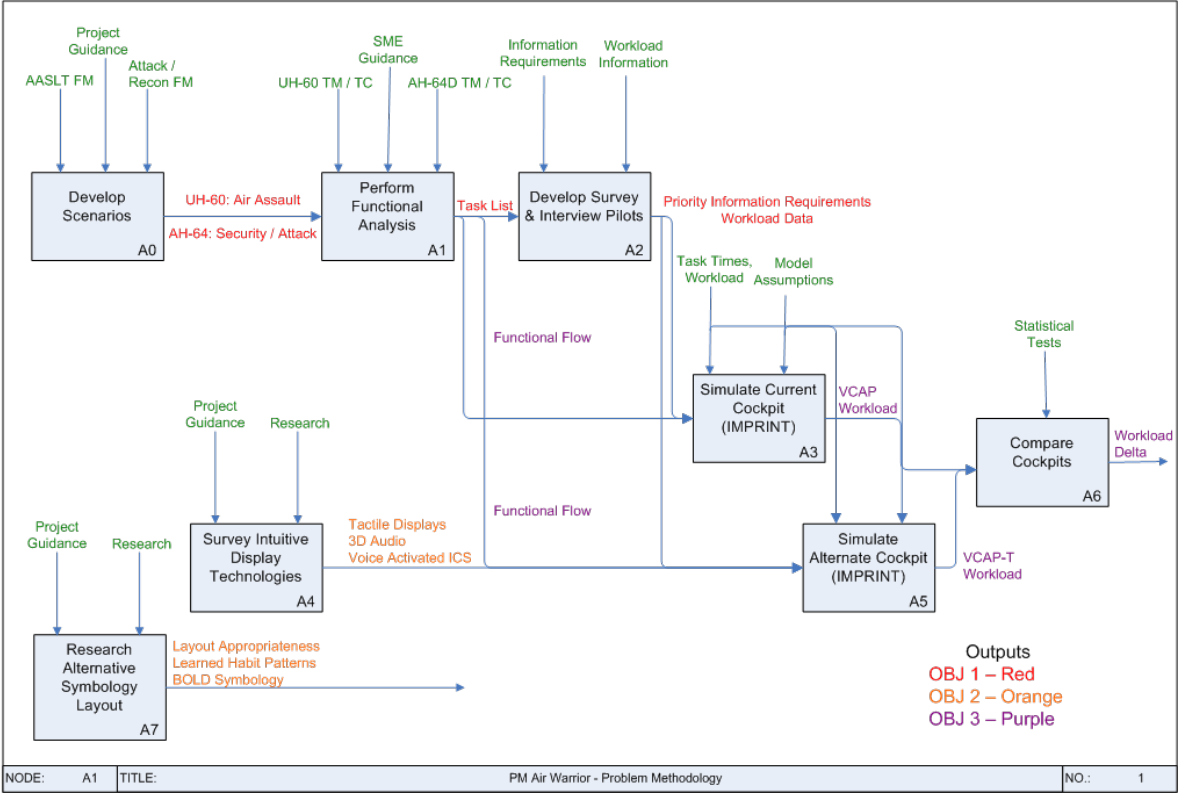 Project
Guidance
AASLT FM
Attack /
Recon FM
SME
Guidance
UH-60 TM / TC
AH-64D TM / TC
Information
Requirements
Workload
Information
Develop
Scenarios
A0
UH-60: Air Assault
AH-64: Security / Attack
Perform
Functional
Analysis
A1
Task List
Develop Survey
& Interview Pilots
A2
Priority Information Requirements
Workload Data
Task Times,
Workload
Model
Assumptions
Functional Flow
Statistical
Tests
Simulate Current
Cockpit
(IMPRINT)
A3
VCAP
Workload
Compare
Cockpits
A6
Workload
Delta
Project
Guidance
Research
Functional Flow
Survey Intuitive
Display
Technologies
A4
Tactile Displays
3D Audio
Voice Activated ICS
Simulate
Alternate Cockpit
(IMPRINT)
A5
VCAP-T
Workload
Project
Guidance
Research
Research
Alternative
Symbology
Layout
A7
Layout Appropriateness
Learned Habit Patterns
BOLD Symbology
Outputs
OBJ 1 – Red
OBJ 2 – Orange
OBJ 3 – Purple
NODE: A1 TITLE: PM Air Warrior - Problem Methodology NO.: 1